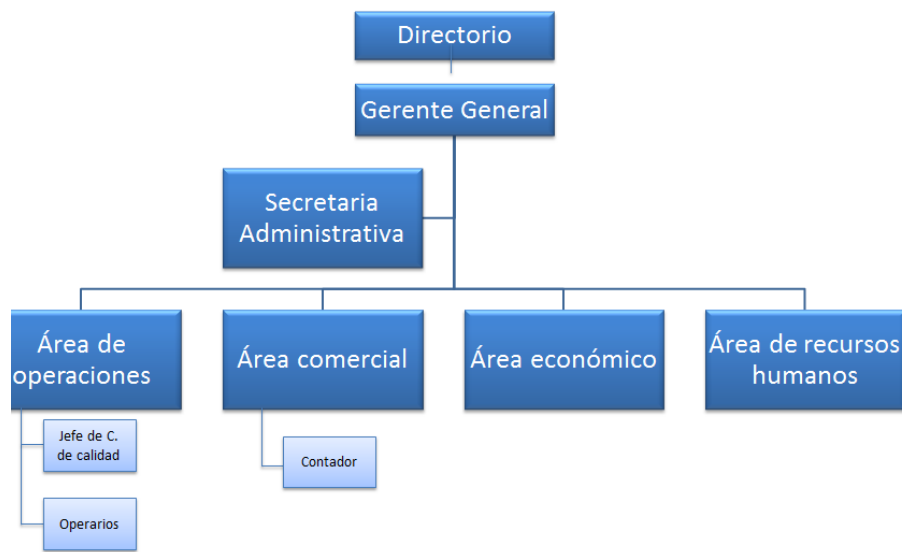 Directorio
Gerente General
Secretaria
Administrativa
Área de
operaciones
Área comercial
Área económico
Área de recursos
humanos
Jefe de C.
de calidad
Contador
Operarios